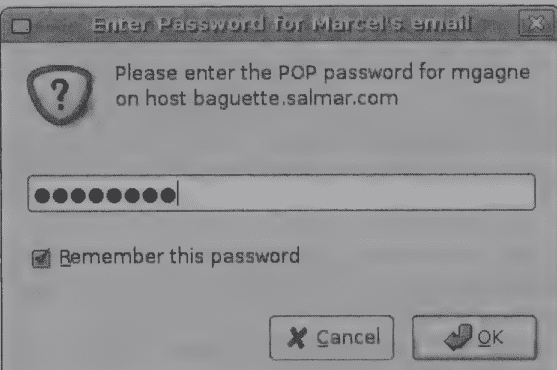 Enter Password for Marcel's email
Please enter the POP password for mgagne
on host baguette.salmar.com
Remember this password
Cancel
OK